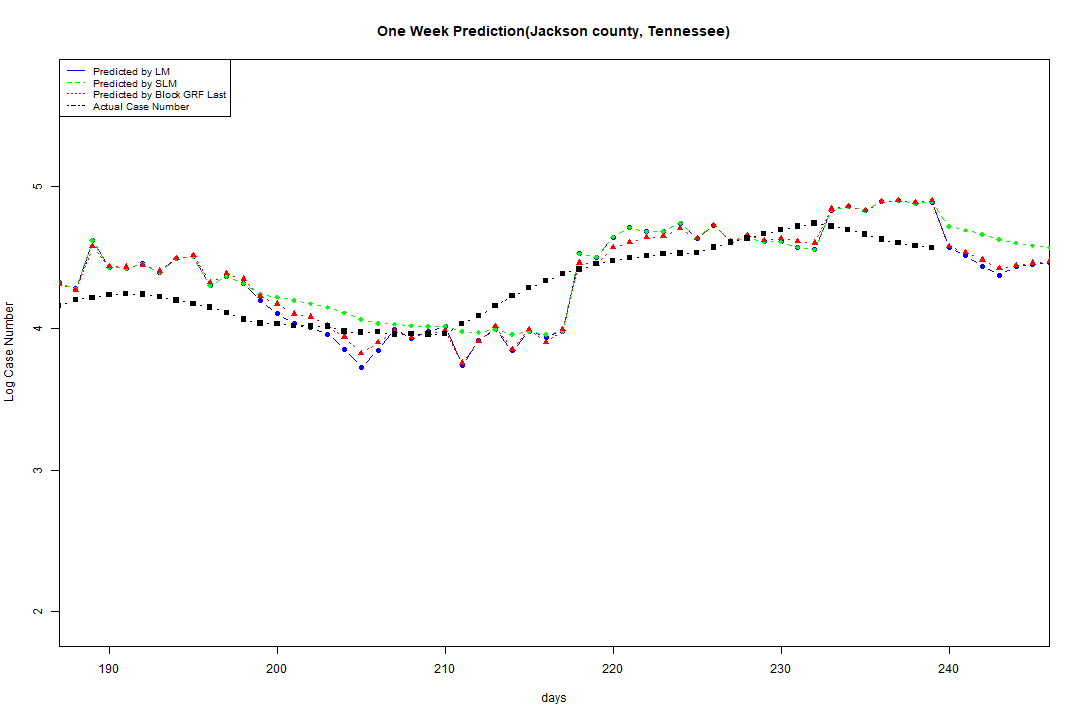 One Week Prediction(Jackson county, Tennessee)
Predicted by LM
Predicted by SLM
Predicted by Block GRF Last
Actual Case Number
5
4
3
2
Log Case Number
190 200 210 220 230 240
days